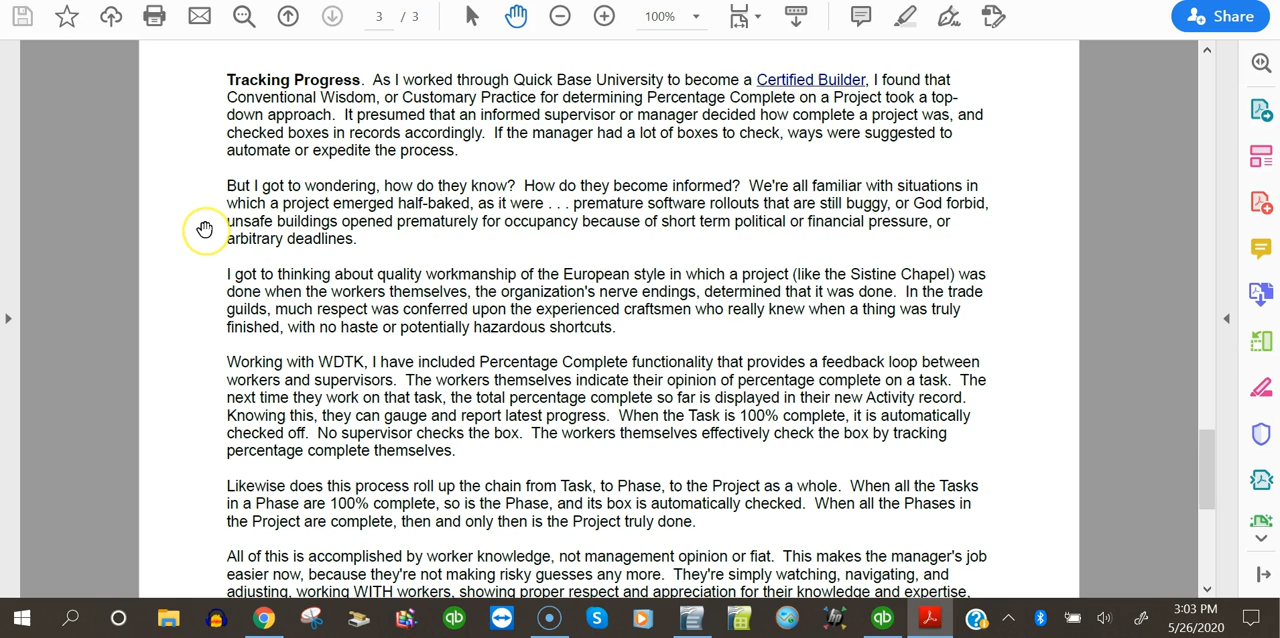 3 / 3
100%
Share
Tracking Progress. As I worked through Quick Base University to become a Certified Builder, I found that
Conventional Wisdom, or Customary Practice for determining Percentage Complete on a Project took a top-
down approach. It presumed that an informed supervisor or manager decided how complete a project was, and
checked boxes in records accordingly. If the manager had a lot of boxes to check, ways were suggested to
automate or expedite the process.
But I got to wondering, how do they know? How do they become informed? We're all familiar with situations in
which a project emerged half-baked, as it were . . . premature software rollouts that are still buggy, or God forbid,
unsafe buildings opened prematurely for occupancy because of short term political or financial pressure, or
arbitrary deadlines.
I got to thinking about quality workmanship of the European style in which a project (like the Sistine Chapel) was
done when the workers themselves, the organization's nerve endings, determined that it was done. In the trade
guilds, much respect was conferred upon the experienced craftsmen who really knew when a thing was truly
finished, with no haste or potentially hazardous shortcuts.
Working with WDTK, I have included Percentage Complete functionality that provides a feedback loop between
workers and supervisors. The workers themselves indicate their opinion of percentage complete on a task. The
next time they work on that task, the total percentage complete so far is displayed in their new Activity record.
Knowing this, they can gauge and report latest progress. When the Task is 100% complete, it is automatically
checked off. No supervisor checks the box. The workers themselves effectively check the box by tracking
percentage complete themselves.
Likewise does this process roll up the chain from Task, to Phase, to the Project as a whole. When all the Tasks
in a Phase are 100% complete, so is the Phase, and its box is automatically checked. When all the Phases in
the Project are complete, then and only then is the Project truly done.
All of this is accomplished by worker knowledge, not management opinion or fiat. This makes the manager's job
easier now, because they're not making risky guesses any more. They're simply watching, navigating, and
adjusting, working WITH workers, showing proper respect and appreciation for their knowledge and expertise.
qb
qb
hp
3:03 PM
5/26/2020